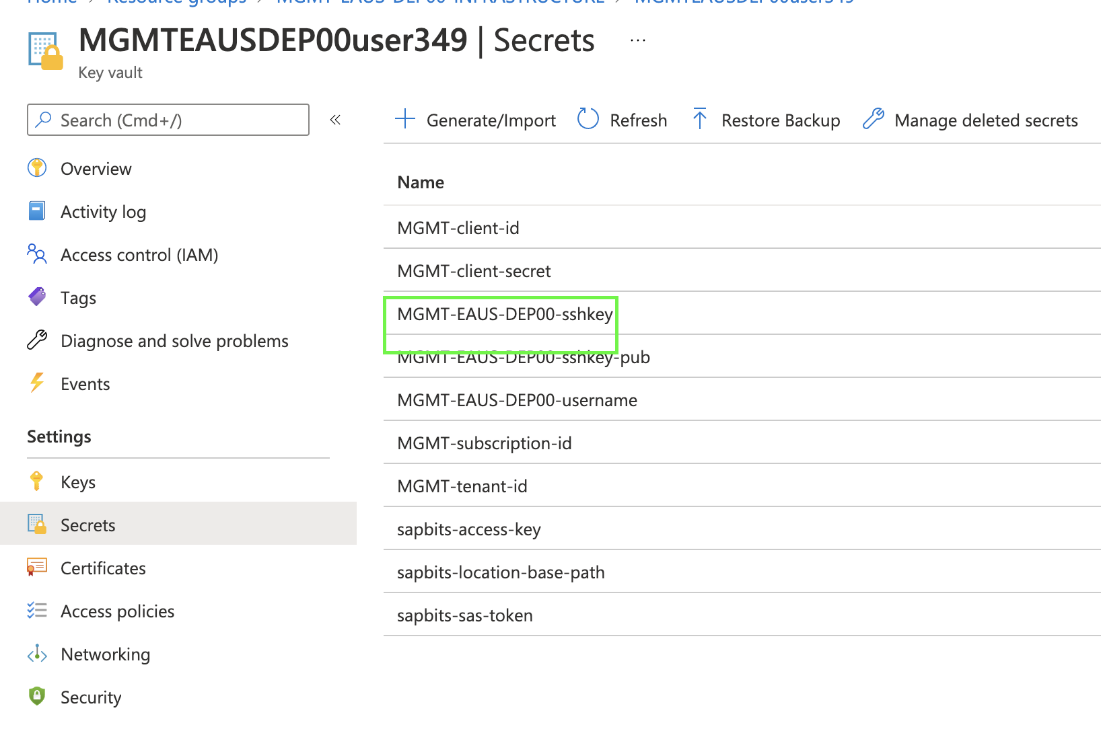 Home > Resource groups > MGMT-EAUS-DEP00-INFRASTRUCTURE > MGMTEAUSDEP00user349
MGMTEAUSDEP00user349 | Secrets ...
Key vault
Search (Cmd+/) «
Generate/Import Refresh Restore Backup Manage deleted secrets
Overview
Activity log
Access control (IAM)
Tags
Diagnose and solve problems
Events
Settings
Keys
Secrets
Certificates
Access policies
Networking
Security
Name
MGMT-client-id
MGMT-client-secret
MGMT-EAUS-DEP00-sshkey
MGMT-EAUS-DEP00-sshkey-pub
MGMT-EAUS-DEP00-username
MGMT-subscription-id
MGMT-tenant-id
sapbits-access-key
sapbits-location-base-path
sapbits-sas-token